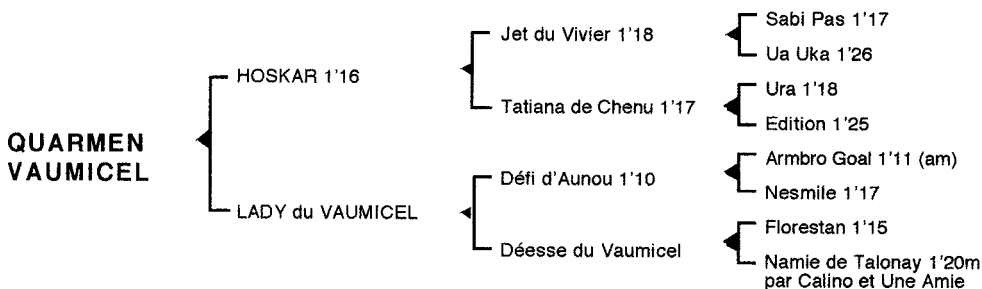 QUARMEN
VAUMICEL
HOSKAR 1'16
LADY du VAUMICEL
Jet du Vivier 1'18
Tatiana de Chenu 1'17
Défi d'Aunou 1'10
Déesse du Vaumicel
Sabi Pas 1'17
Ua Uka 1'26
Ura 1'18
Edition 1'25
Armbro Goal 1'11 (am)
Nesmile 1'17
Florestan 1'15
Namie de Talonay 1'20m
par Calino et Une Amie